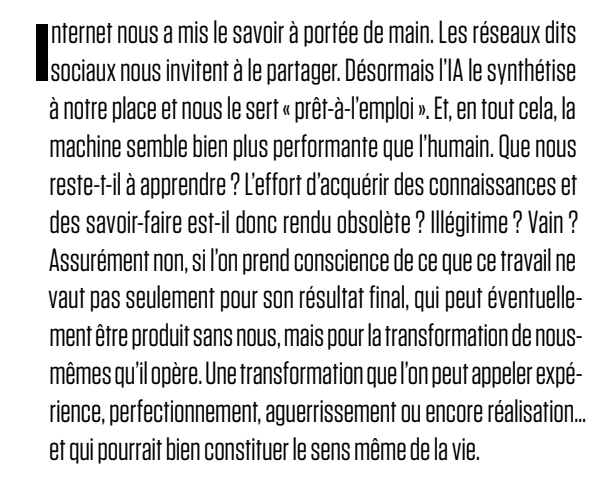 Internet nous a mis le savoir à portée de main. Les réseaux dits
sociaux nous invitent à le partager. Désormais l’IA le synthétise
à notre place et nous le sert « prêt-à-l’emploi ». Et, en tout cela, la
machine semble bien plus performante que l’humain. Que nous
reste-t-il à apprendre ? L’effort d’acquérir des connaissances et
des savoir-faire est-il donc rendu obsolète ? Illégitime ? Vain ?
Assurément non, si l’on prend conscience de ce que ce travail ne
vaut pas seulement pour son résultat final, qui peut éventuelle-
ment être produit sans nous, mais pour la transformation de nous-
mêmes qu’il opère. Une transformation que l’on peut appeler expé-
rience, perfectionnement, aguerrissement ou encore réalisation...
et qui pourrait bien constituer le sens même de la vie.